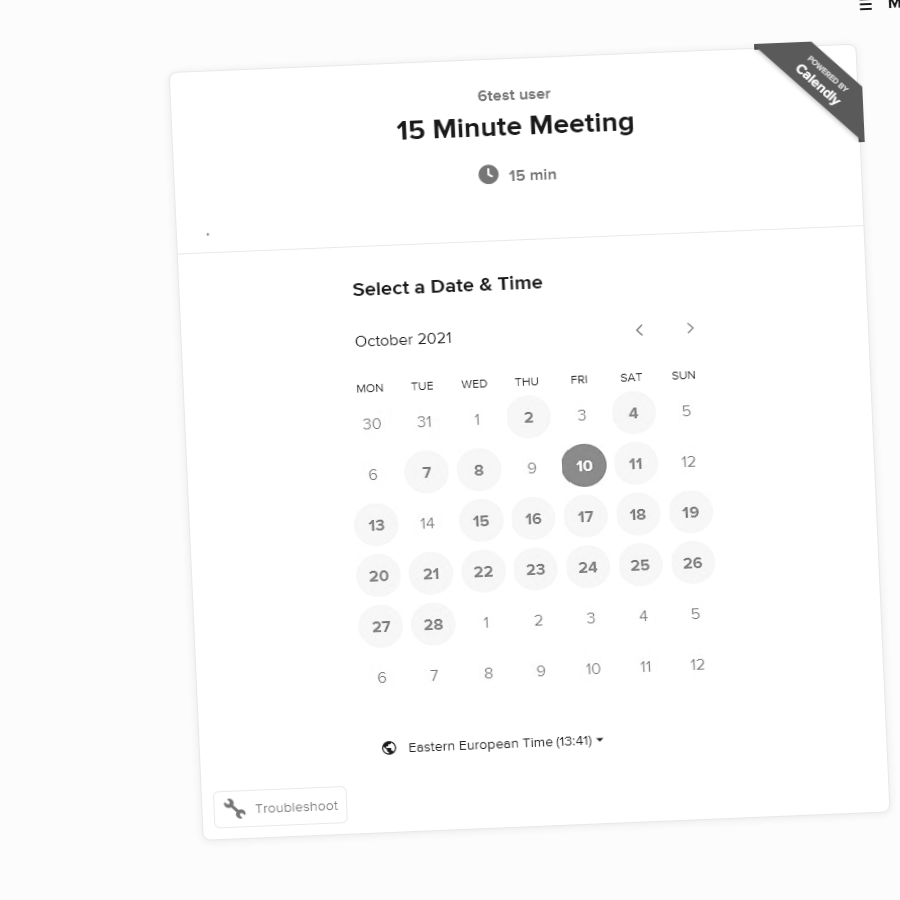 M
POWERED BY
Calendly
6test user
15 Minute Meeting
15 min
Select a Date & Time
October 2021
MON TUE WED THU FRI SAT SUN
30 31 1 2 3 4 5
6 7 8 9 10 11 12
13 14 15 16 17 18 19
20 21 22 23 24 25 26
27 28 1 2 3 4 5
6 7 8 9 10 11 12
Eastern European Time (13:41)
Troubleshoot